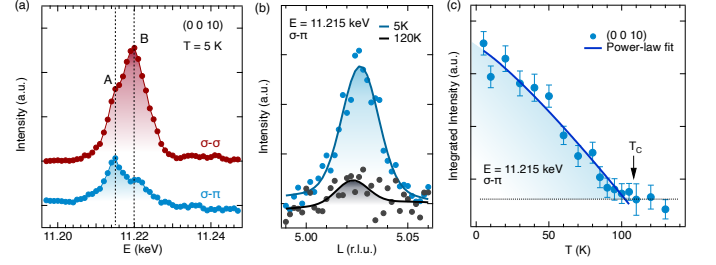 (a)
(0 0 10)
T = 5 K
A
B
σ-σ
σ-π
Intensity (a.u.)
11.20
11.22
11.24
E (keV)
(b)
E = 11.215 keV
σ-π
5K
120K
Intensity (a.u.)
5.00
5.05
L (r.l.u.)
(c)
(0 0 10)
Power-law fit
T_C
E = 11.215 keV
σ-π
Integrated Intensity (a.u.)
0
50
100
T (K)